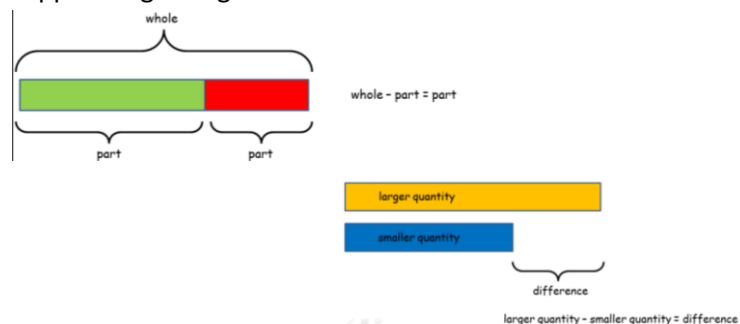 whole
whole - part = part
part
part
larger quantity
smaller quantity
difference
larger quantity - smaller quantity = difference